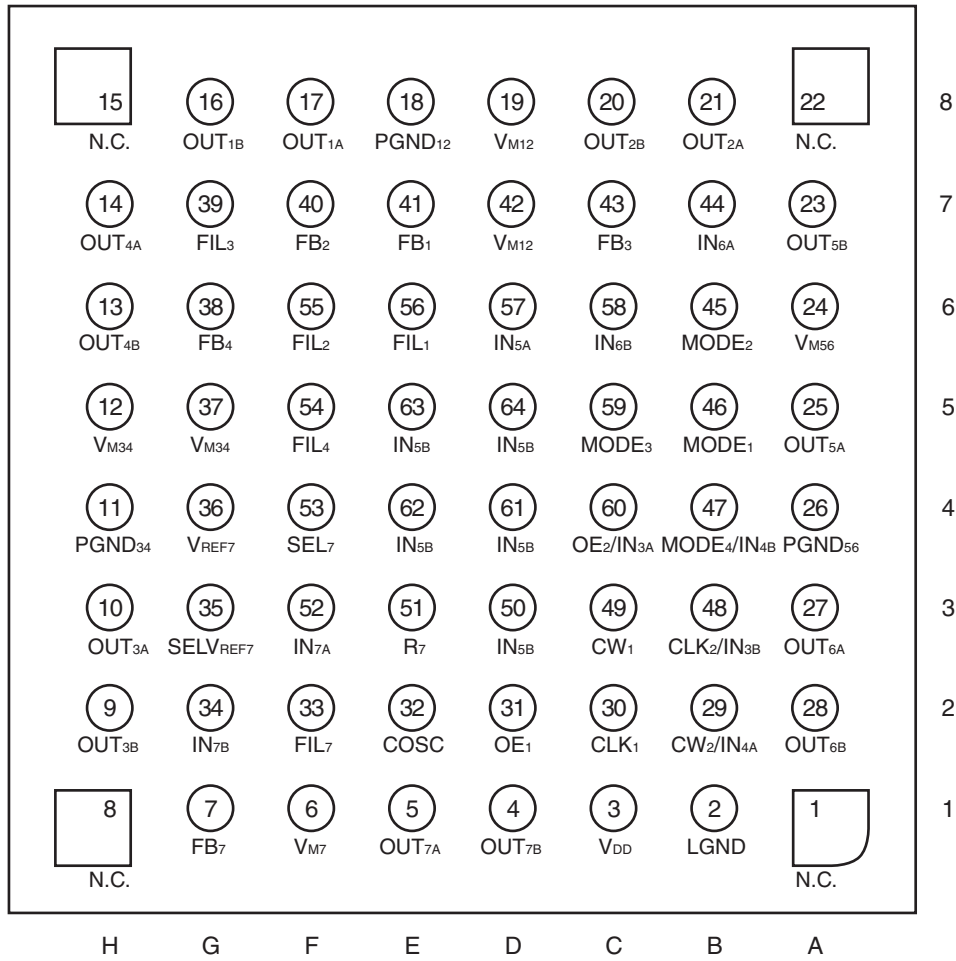 15 16 17 18 19 20 21 22 8
N.C. OUT1B OUT1A PGND12 VM12 OUT2B OUT2A N.C.
14 39 40 41 42 43 44 23 7
OUT4A FIL3 FB2 FB1 VM12 FB3 IN6A OUT5B
13 38 55 56 57 58 45 24 6
OUT4B FB4 FIL2 FIL1 IN5A IN6B MODE2 VM56
12 37 54 63 64 59 46 25 5
VM34 VM34 FIL4 IN5B IN5B MODE3 MODE1 OUT5A
11 36 53 62 61 60 47 26 4
PGND34 VREF7 SEL7 IN5B IN5B OE2/IN3A MODE4/IN4B PGND56
10 35 52 51 50 49 48 27 3
OUT3A SELVREF7 IN7A R7 IN5B CW1 CLK2/IN3B OUT6A
9 34 33 32 31 30 29 28 2
OUT3B IN7B FIL7 COSC OE1 CLK1 CW2/IN4A OUT6B
8 7 6 5 4 3 2 1 1
N.C. FB7 VM7 OUT7A OUT7B VDD LGND N.C.
H G F E D C B A